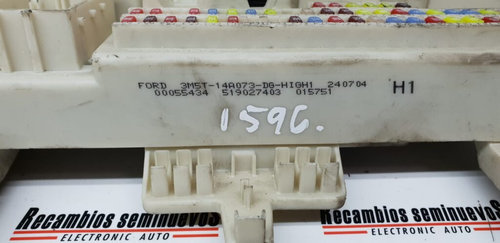 FORD 3M5T-14A073-DG-HIGH1 240704
00055434 519027403 015751
H1
1596.
Recambios seminuevos
ELECTRONIC AUTO
Recambios seminuevos
ELECTRONIC AUTO